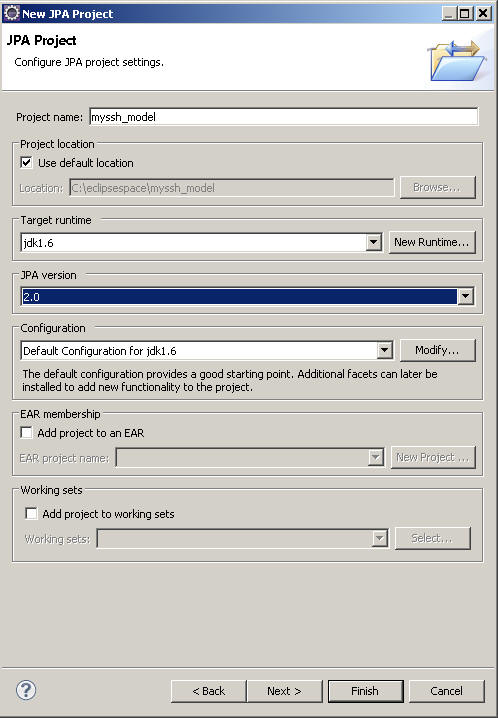 New JPA Project
JPA Project
Configure JPA project settings.
Project name: myssh_model
Project location
Use default location
Location: C:\eclipsespace\myssh_model Browse...
Target runtime
jdk1.6 New Runtime...
JPA version
2.0
Configuration
Default Configuration for jdk1.6 Modify...
The default configuration provides a good starting point. Additional facets can later be
installed to add new functionality to the project.
EAR membership
Add project to an EAR
EAR project name: New Project ...
Working sets
Add project to working sets
Working sets: Select...
? < Back Next > Finish Cancel